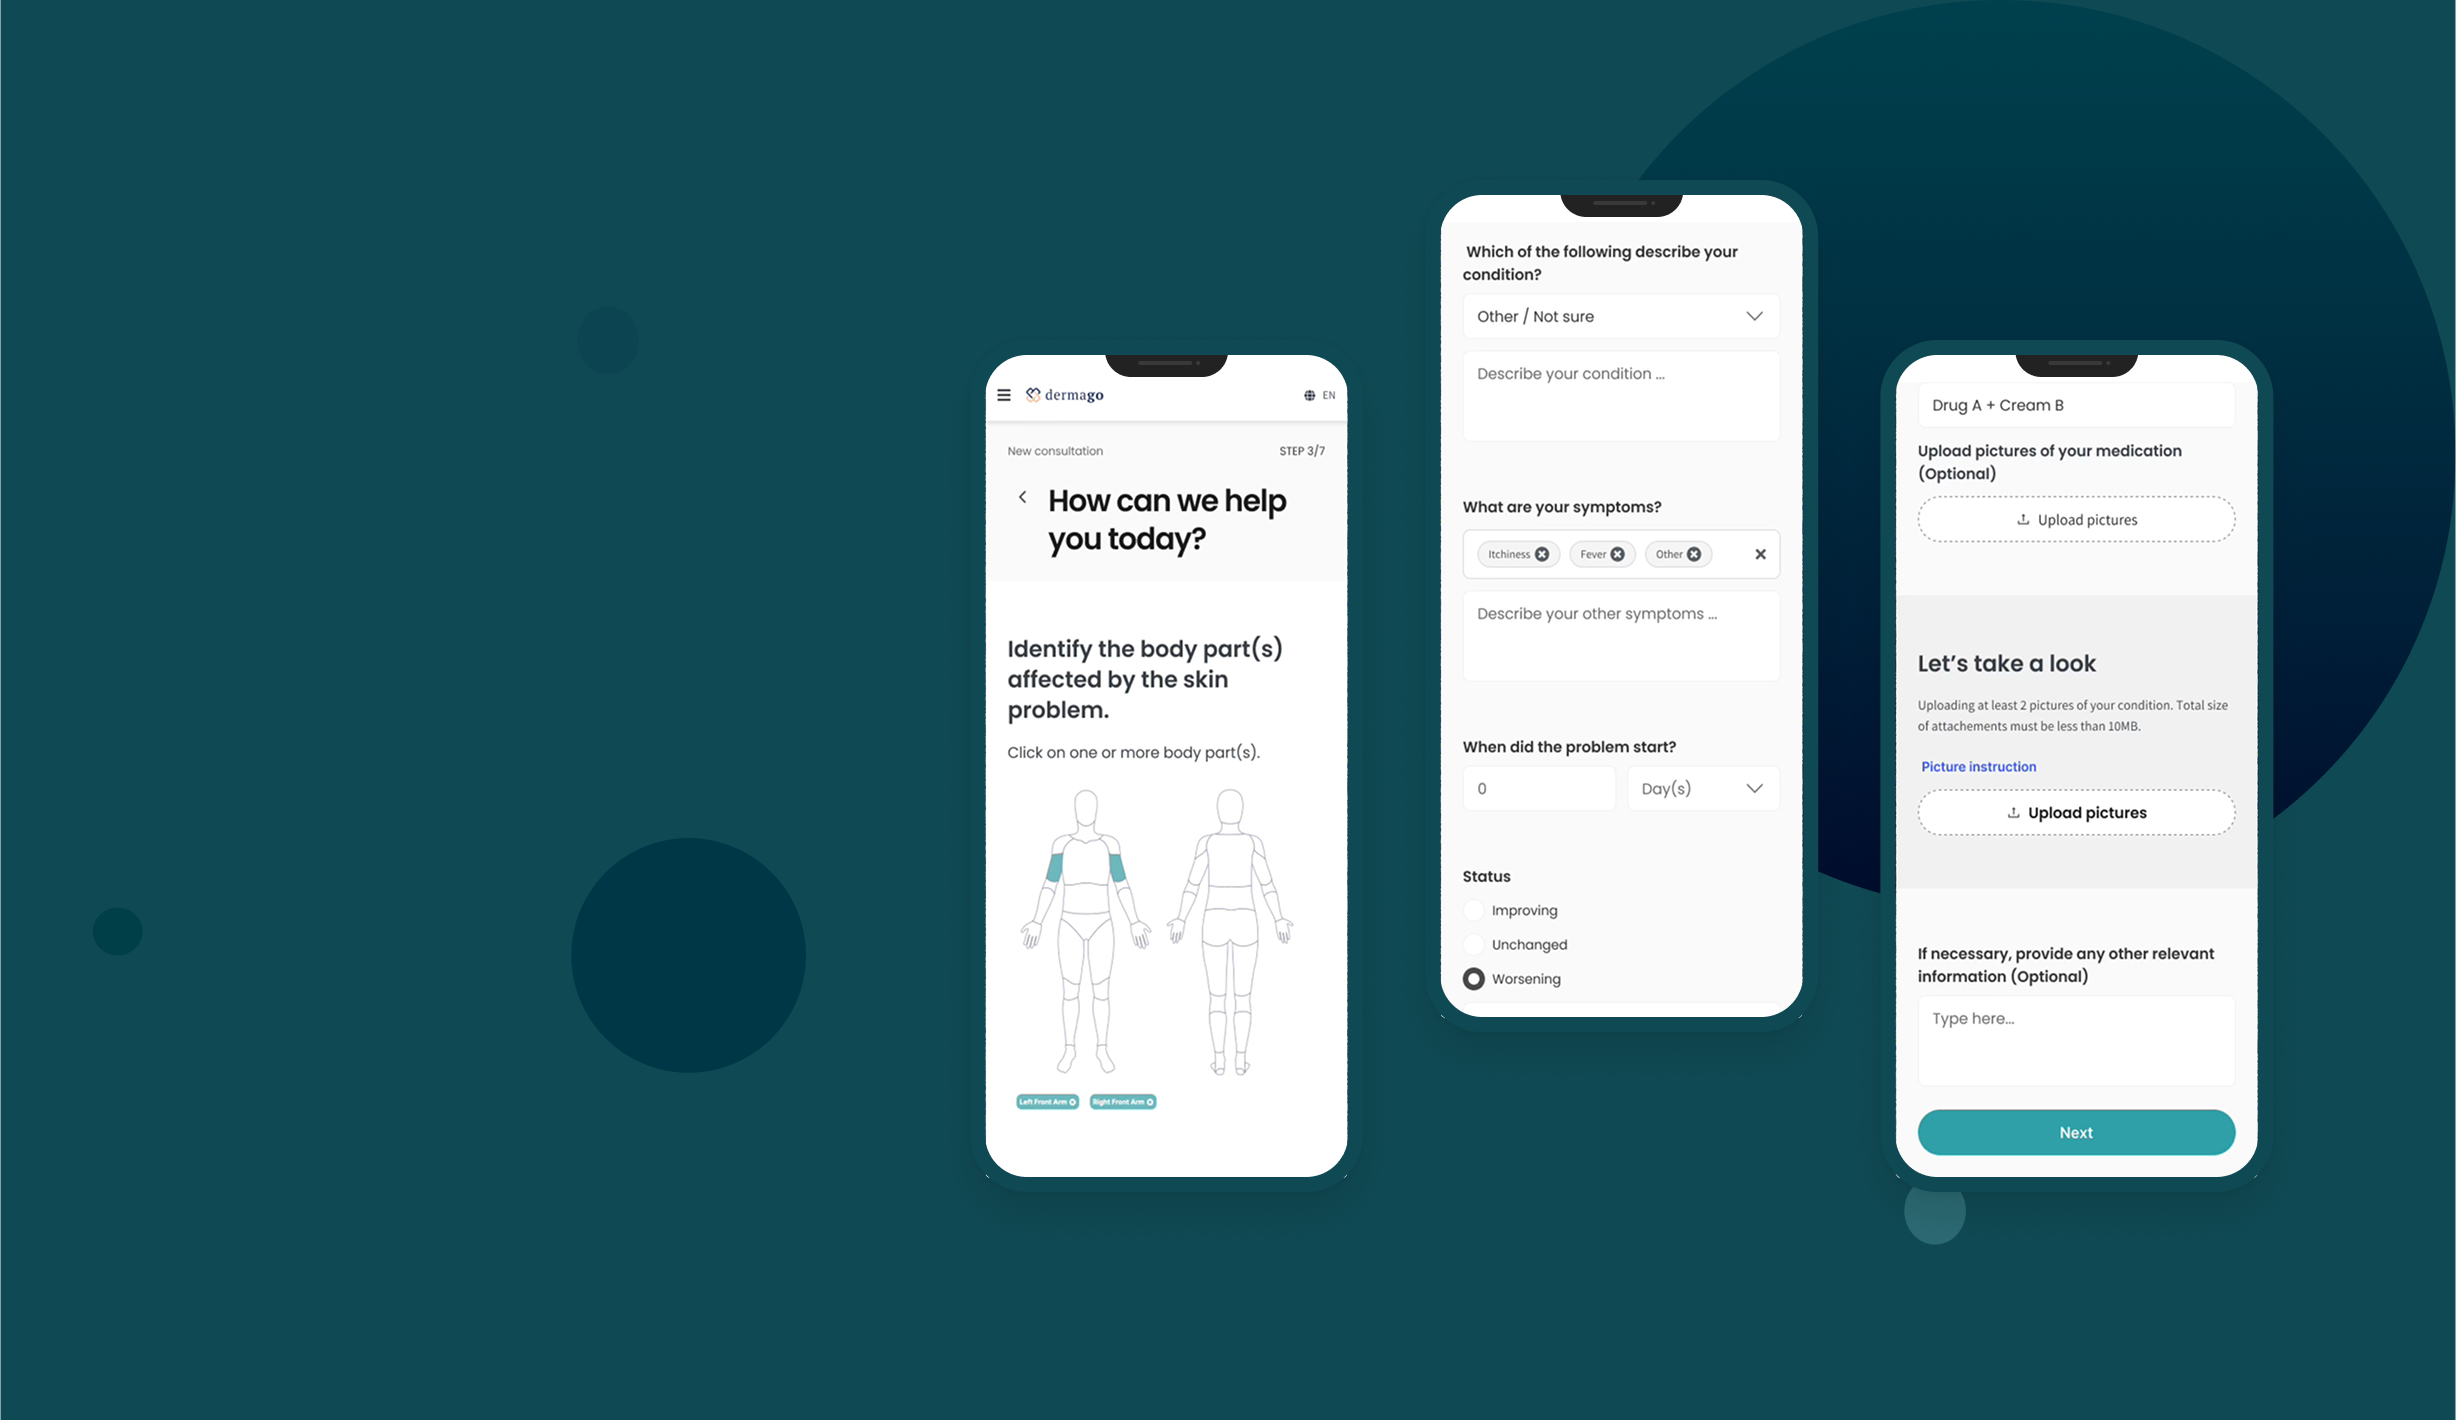 dermago
EN
New consultation
STEP 3/7
How can we help
you today?
Identify the body part(s)
affected by the skin
problem.
Click on one or more body part(s).
Left Front Arm
Right Front Arm
Which of the following describe your
condition?
Other / Not sure
Describe your condition ...
What are your symptoms?
Itchiness
Fever
Other
Describe your other symptoms ...
When did the problem start?
0
Day(s)
Status
Improving
Unchanged
Worsening
Drug A + Cream B
Upload pictures of your medication
(Optional)
Upload pictures
Let's take a look
Uploading at least 2 pictures of your condition. Total size
of attachements must be less than 10MB.
Picture instruction
Upload pictures
If necessary, provide any other relevant
information (Optional)
Type here...
Next